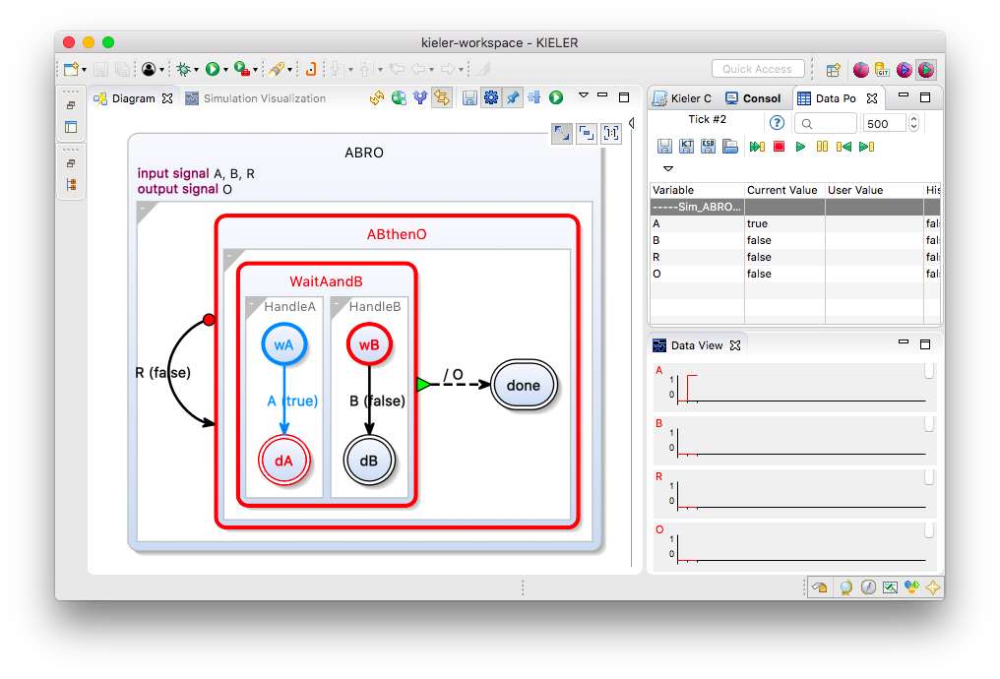 kieler-workspace - KIELER
Quick Access
Diagram
Simulation Visualization
Kieler C
Consol
Data Po
Tick #2
500
Variable Current Value User Value His
-----Sim_ABRO...
A true fal
B false fal
R false fal
O false fal
ABRO
input signal A, B, R
output signal O
ABthenO
WaitAandB
HandleA
HandleB
wA
wB
R (false)
A (true)
B (false)
/ O
done
dA
dB
Data View
A
1
0
B
1
0
R
1
0
O
1
0